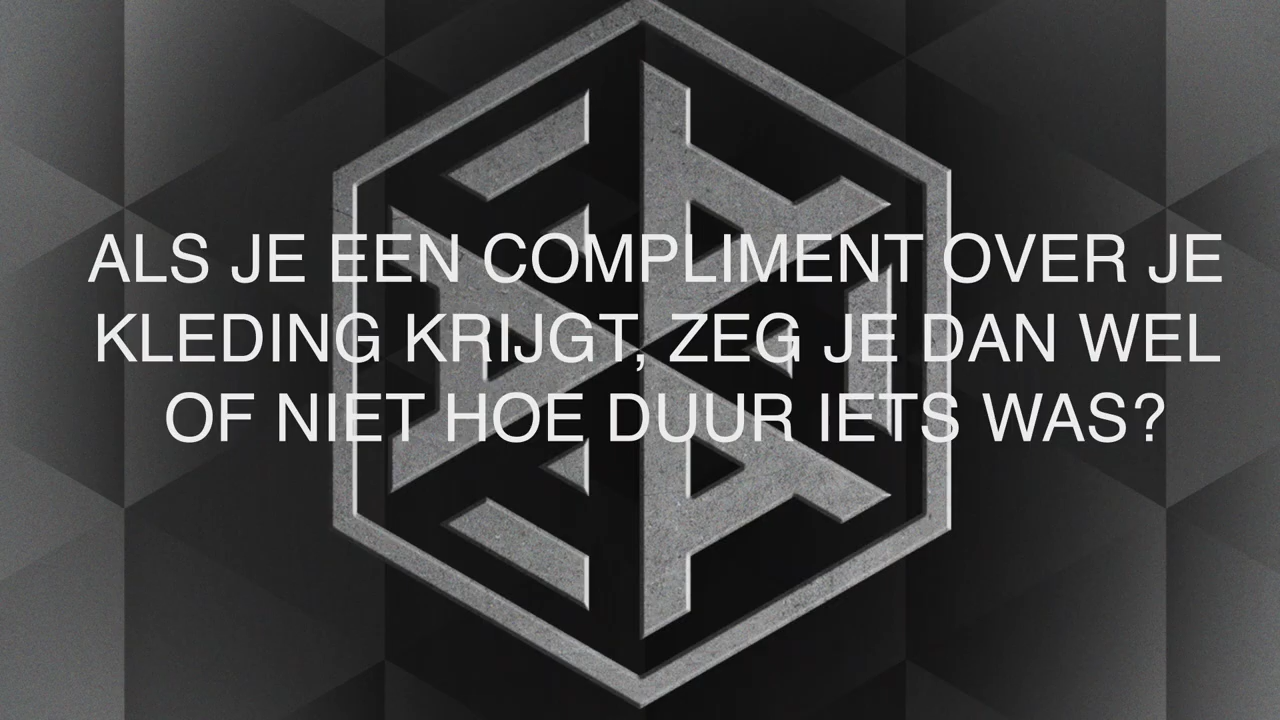 ALS JE EEN COMPLIMENT OVER JE
KLEDING KRIJGT, ZEG JE DAN WEL
OF NIET HOE DUUR IETS WAS?